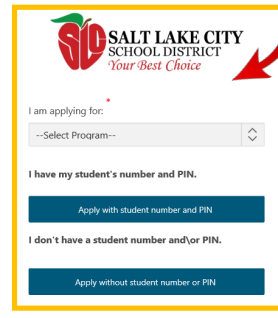 SLC
SALT LAKE CITY
SCHOOL DISTRICT
Your Best Choice
I am applying for: *
--Select Program--
I have my student's number and PIN.
Apply with student number and PIN
I don't have a student number and\or PIN.
Apply without student number or PIN